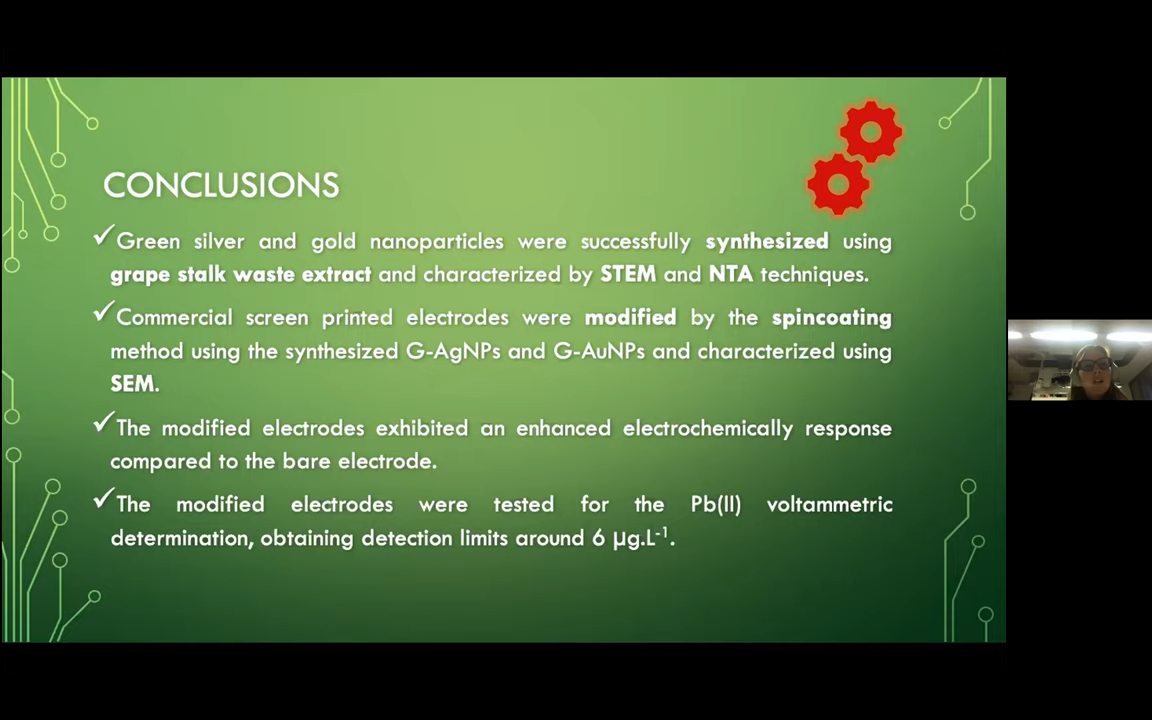 CONCLUSIONS
✓Green silver and gold nanoparticles were successfully synthesized using
grape stalk waste extract and characterized by STEM and NTA techniques.
✓Commercial screen printed electrodes were modified by the spincoating
method using the synthesized G-AgNPs and G-AuNPs and characterized using
SEM.
✓The modified electrodes exhibited an enhanced electrochemically response
compared to the bare electrode.
✓The modified electrodes were tested for the Pb(II) voltammetric
determination, obtaining detection limits around 6 µg.L⁻¹.